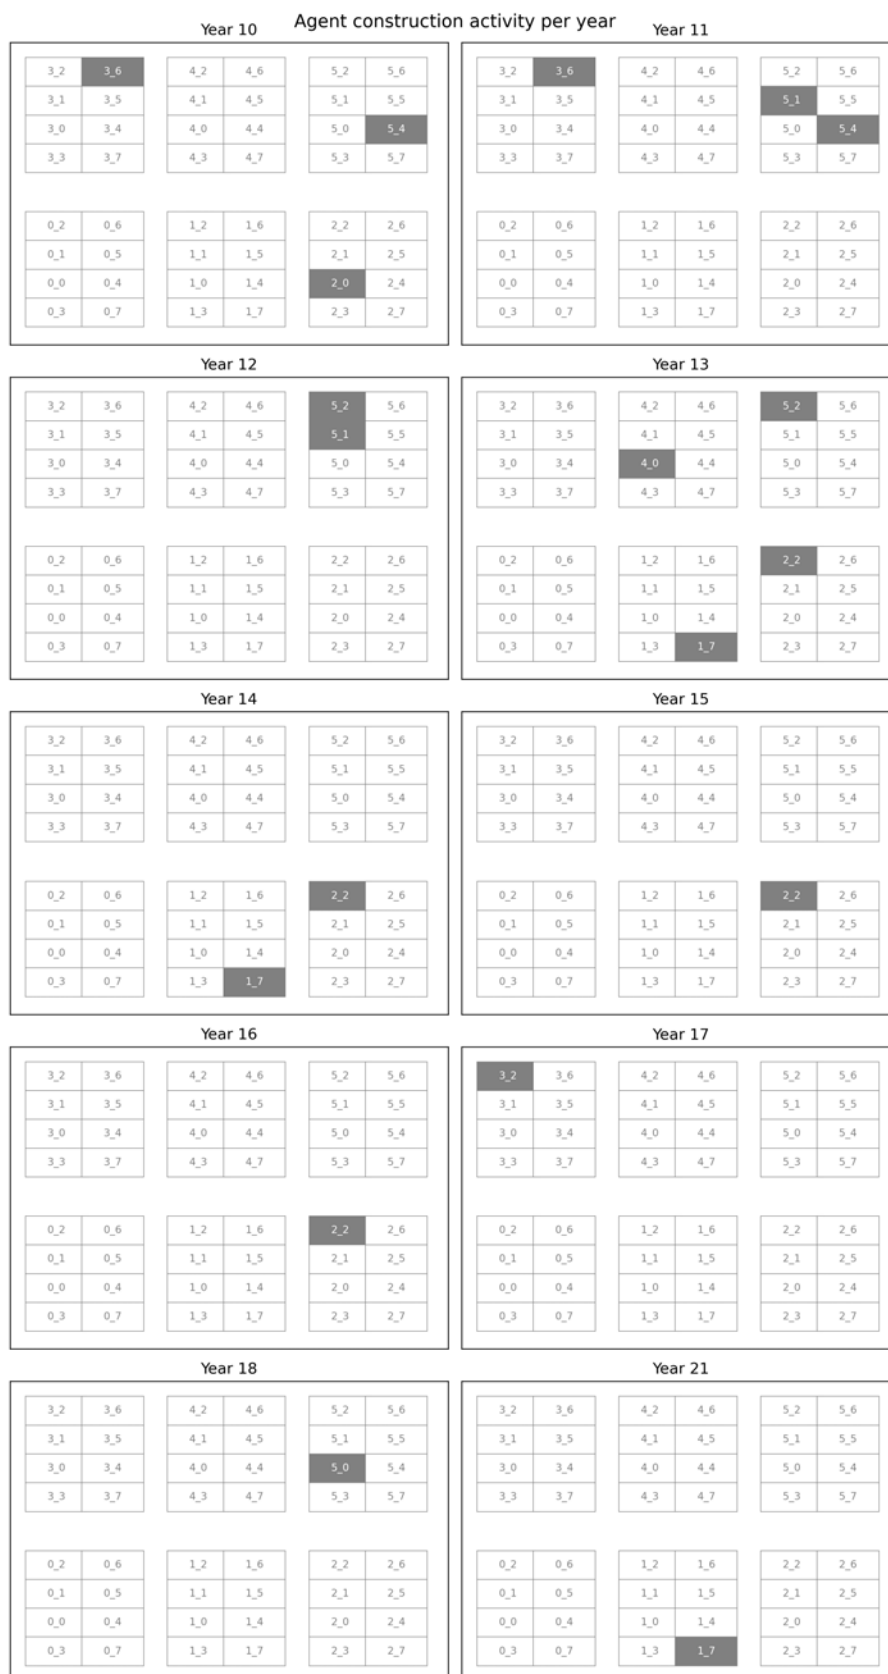 Agent construction activity per year
Year 10 Year 11
3_2 3_6 4_2 4_6 5_2 5_6 3_2 3_6 4_2 4_6 5_2 5_6
3_1 3_5 4_1 4_5 5_1 5_5 3_1 3_5 4_1 4_5 5_1 5_5
3_0 3_4 4_0 4_4 5_0 5_4 3_0 3_4 4_0 4_4 5_0 5_4
3_3 3_7 4_3 4_7 5_3 5_7 3_3 3_7 4_3 4_7 5_3 5_7
0_2 0_6 1_2 1_6 2_2 2_6 0_2 0_6 1_2 1_6 2_2 2_6
0_1 0_5 1_1 1_5 2_1 2_5 0_1 0_5 1_1 1_5 2_1 2_5
0_0 0_4 1_0 1_4 2_0 2_4 0_0 0_4 1_0 1_4 2_0 2_4
0_3 0_7 1_3 1_7 2_3 2_7 0_3 0_7 1_3 1_7 2_3 2_7
Year 12 Year 13
3_2 3_6 4_2 4_6 5_2 5_6 3_2 3_6 4_2 4_6 5_2 5_6
3_1 3_5 4_1 4_5 5_1 5_5 3_1 3_5 4_1 4_5 5_1 5_5
3_0 3_4 4_0 4_4 5_0 5_4 3_0 3_4 4_0 4_4 5_0 5_4
3_3 3_7 4_3 4_7 5_3 5_7 3_3 3_7 4_3 4_7 5_3 5_7
0_2 0_6 1_2 1_6 2_2 2_6 0_2 0_6 1_2 1_6 2_2 2_6
0_1 0_5 1_1 1_5 2_1 2_5 0_1 0_5 1_1 1_5 2_1 2_5
0_0 0_4 1_0 1_4 2_0 2_4 0_0 0_4 1_0 1_4 2_0 2_4
0_3 0_7 1_3 1_7 2_3 2_7 0_3 0_7 1_3 1_7 2_3 2_7
Year 14 Year 15
3_2 3_6 4_2 4_6 5_2 5_6 3_2 3_6 4_2 4_6 5_2 5_6
3_1 3_5 4_1 4_5 5_1 5_5 3_1 3_5 4_1 4_5 5_1 5_5
3_0 3_4 4_0 4_4 5_0 5_4 3_0 3_4 4_0 4_4 5_0 5_4
3_3 3_7 4_3 4_7 5_3 5_7 3_3 3_7 4_3 4_7 5_3 5_7
0_2 0_6 1_2 1_6 2_2 2_6 0_2 0_6 1_2 1_6 2_2 2_6
0_1 0_5 1_1 1_5 2_1 2_5 0_1 0_5 1_1 1_5 2_1 2_5
0_0 0_4 1_0 1_4 2_0 2_4 0_0 0_4 1_0 1_4 2_0 2_4
0_3 0_7 1_3 1_7 2_3 2_7 0_3 0_7 1_3 1_7 2_3 2_7
Year 16 Year 17
3_2 3_6 4_2 4_6 5_2 5_6 3_2 3_6 4_2 4_6 5_2 5_6
3_1 3_5 4_1 4_5 5_1 5_5 3_1 3_5 4_1 4_5 5_1 5_5
3_0 3_4 4_0 4_4 5_0 5_4 3_0 3_4 4_0 4_4 5_0 5_4
3_3 3_7 4_3 4_7 5_3 5_7 3_3 3_7 4_3 4_7 5_3 5_7
0_2 0_6 1_2 1_6 2_2 2_6 0_2 0_6 1_2 1_6 2_2 2_6
0_1 0_5 1_1 1_5 2_1 2_5 0_1 0_5 1_1 1_5 2_1 2_5
0_0 0_4 1_0 1_4 2_0 2_4 0_0 0_4 1_0 1_4 2_0 2_4
0_3 0_7 1_3 1_7 2_3 2_7 0_3 0_7 1_3 1_7 2_3 2_7
Year 18 Year 21
3_2 3_6 4_2 4_6 5_2 5_6 3_2 3_6 4_2 4_6 5_2 5_6
3_1 3_5 4_1 4_5 5_1 5_5 3_1 3_5 4_1 4_5 5_1 5_5
3_0 3_4 4_0 4_4 5_0 5_4 3_0 3_4 4_0 4_4 5_0 5_4
3_3 3_7 4_3 4_7 5_3 5_7 3_3 3_7 4_3 4_7 5_3 5_7
0_2 0_6 1_2 1_6 2_2 2_6 0_2 0_6 1_2 1_6 2_2 2_6
0_1 0_5 1_1 1_5 2_1 2_5 0_1 0_5 1_1 1_5 2_1 2_5
0_0 0_4 1_0 1_4 2_0 2_4 0_0 0_4 1_0 1_4 2_0 2_4
0_3 0_7 1_3 1_7 2_3 2_7 0_3 0_7 1_3 1_7 2_3 2_7